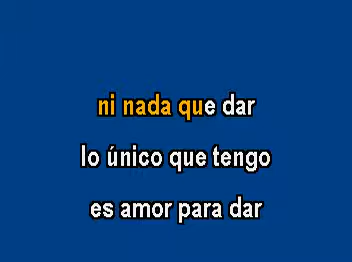 ni nada que dar
lo único que tengo
es amor para dar